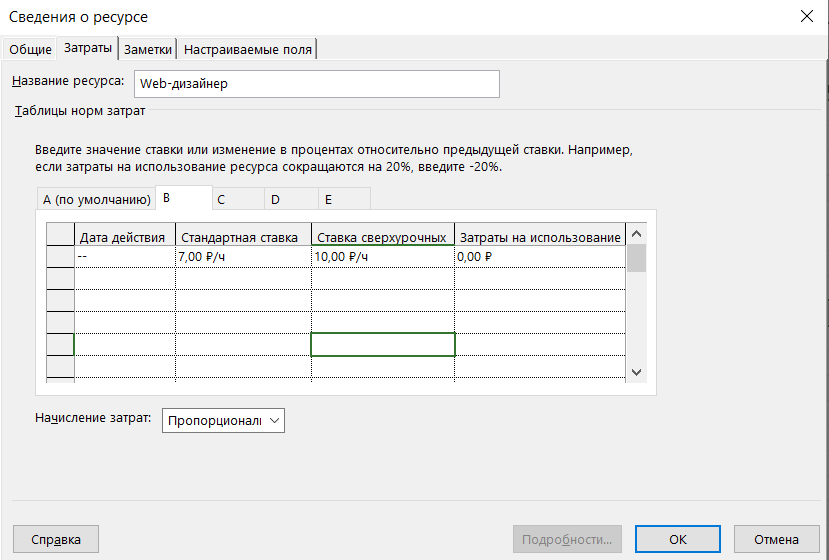 Сведения о ресурсе
Общие Затраты Заметки Настраиваемые поля
Название ресурса: Web-дизайнер
Таблицы норм затрат
Введите значение ставки или изменение в процентах относительно предыдущей ставки. Например,
если затраты на использование ресурса сокращаются на 20%, введите -20%.
A (по умолчанию) B C D E
Дата действия Стандартная ставка Ставка сверхурочных Затраты на использование
-- 7,00 ₽/ч 10,00 ₽/ч 0,00 ₽
Начисление затрат: Пропорционалы
Справка Подробности... ОК Отмена